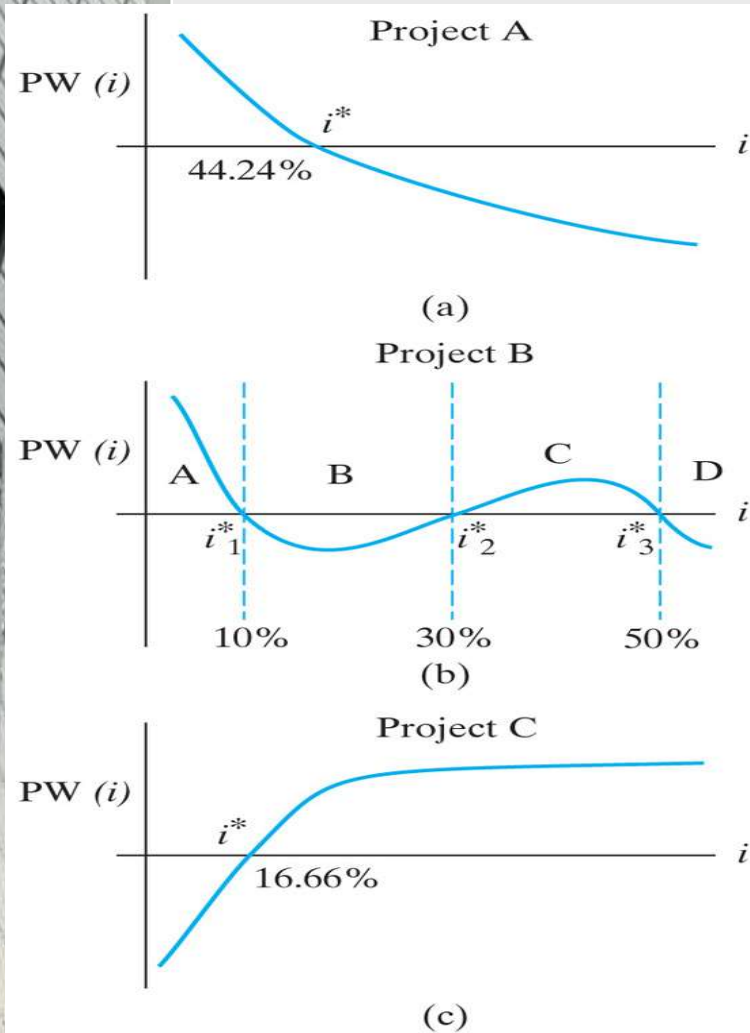 Project A
PW (i)
i*
i
44.24%
(a)
Project B
PW (i)
A
B
C
D
i
i*1
i*2
i*3
10%
30%
50%
(b)
Project C
PW (i)
i*
16.66%
i
(c)